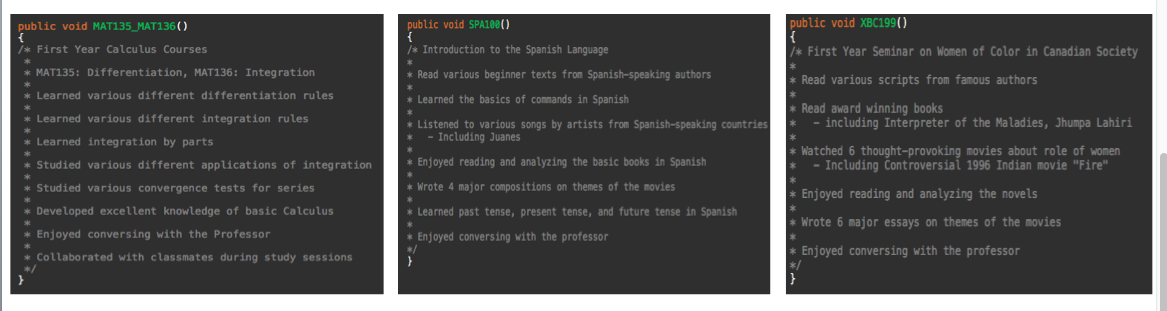 public void MAT135_MAT136()
{
/* First Year Calculus Courses
*
* MAT135: Differentiation, MAT136: Integration
*
* Learned various different differentiation rules
*
* Learned various different integration rules
*
* Learned integration by parts
*
* Studied various different applications of integration
*
* Studied various convergence tests for series
*
* Developed excellent knowledge of basic Calculus
*
* Enjoyed conversing with the Professor
*
* Collaborated with classmates during study sessions
*/
}
public void SPA100()
{
/* Introduction to the Spanish Language
*
* Read various beginner texts from Spanish-speaking authors
*
* Learned the basics of commands in Spanish
*
* Listened to various songs by artists from Spanish-speaking countries
* - Including Juanes
*
* Enjoyed reading and analyzing the basic books in Spanish
*
* Wrote 4 major compositions on themes of the movies
*
* Learned past tense, present tense, and future tense in Spanish
*
* Enjoyed conversing with the professor
*/
}
public void XBC199()
{
/* First Year Seminar on Women of Color in Canadian Society
*
* Read various scripts from famous authors
*
* Read award winning books
* - including Interpreter of the Maladies, Jhumpa Lahiri
*
* Watched 6 thought-provoking movies about role of women
* - Including Controversial 1996 Indian movie "Fire"
*
* Enjoyed reading and analyzing the novels
*
* Wrote 6 major essays on themes of the movies
*
* Enjoyed conversing with the professor
*/
}